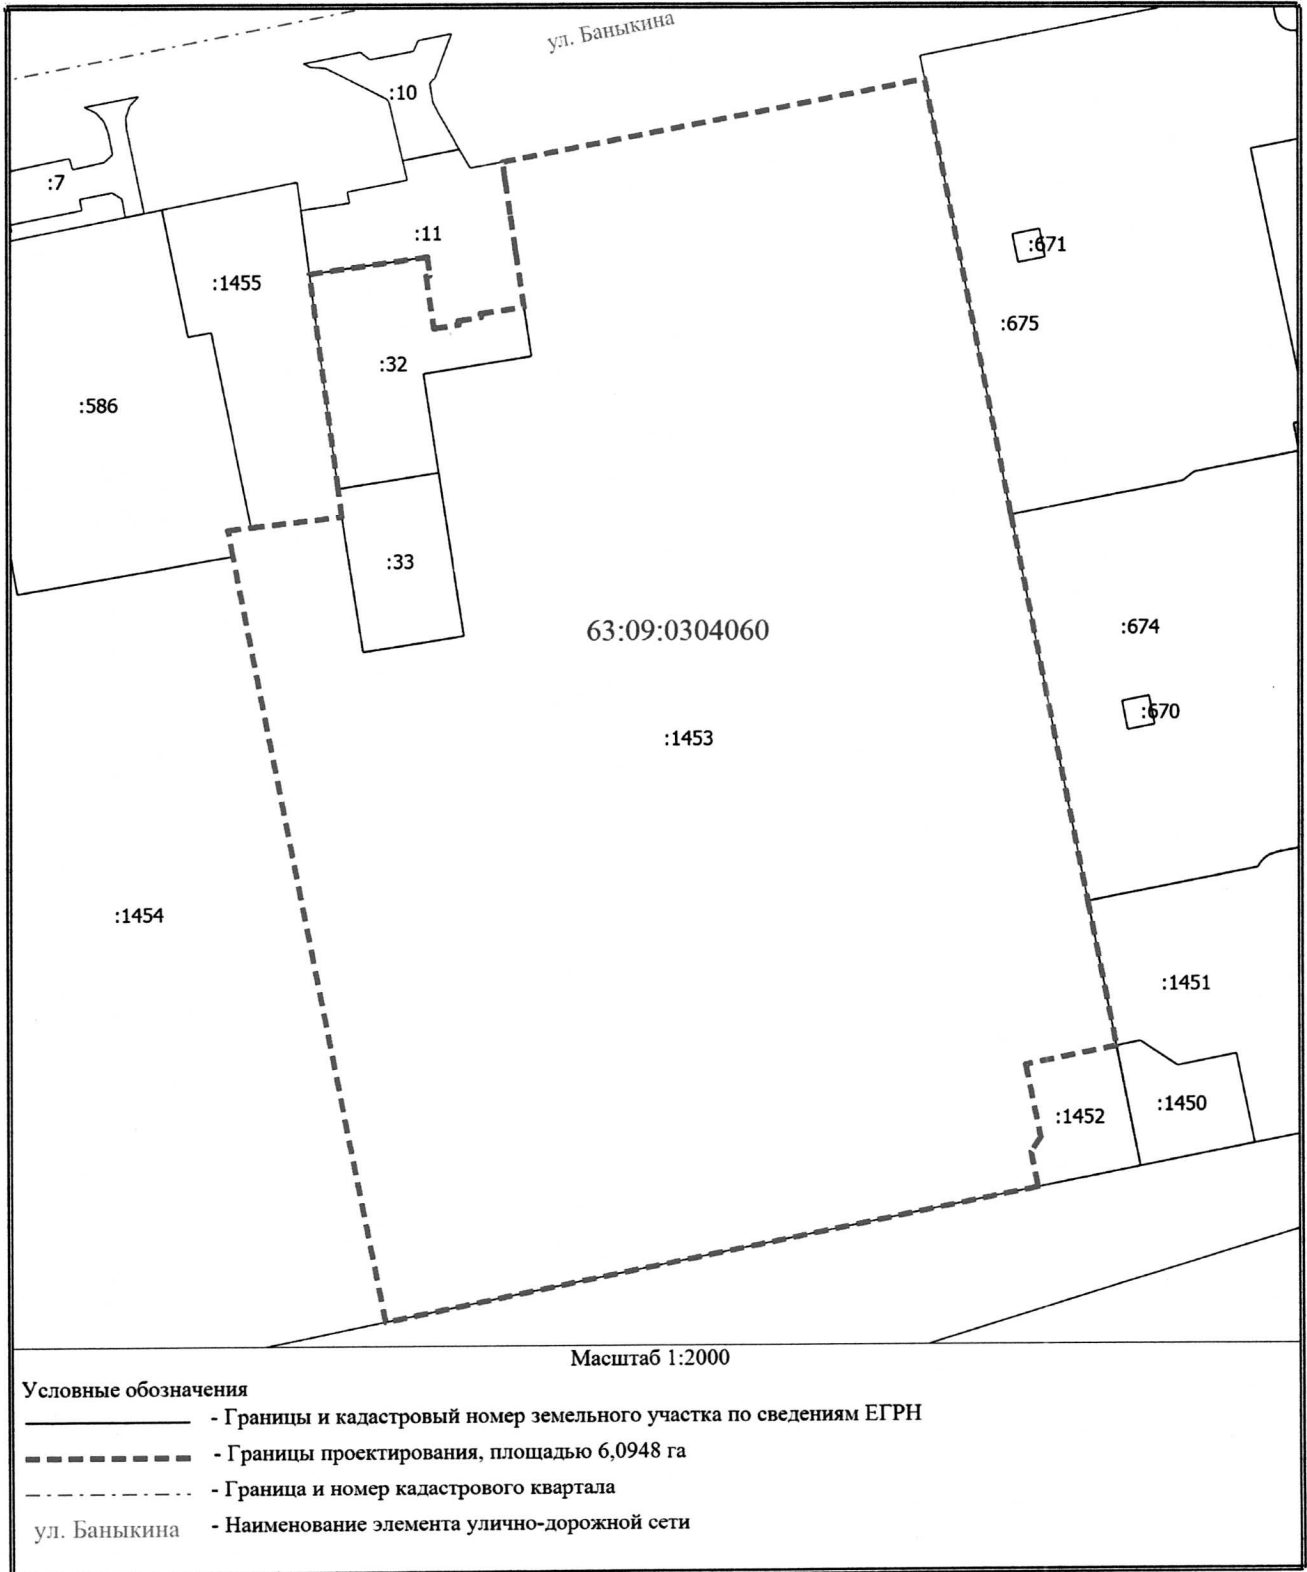 ул. Баныкина
:10
:7
:11
:671
:1455
:675
:32
:586
:33
63:09:0304060
:674
:670
:1453
:1454
:1451
:1452
:1450
Масштаб 1:2000
Условные обозначения
- Границы и кадастровый номер земельного участка по сведениям ЕГРН
- Границы проектирования, площадью 6,0948 га
- Граница и номер кадастрового квартала
ул. Баныкина - Наименование элемента улично-дорожной сети